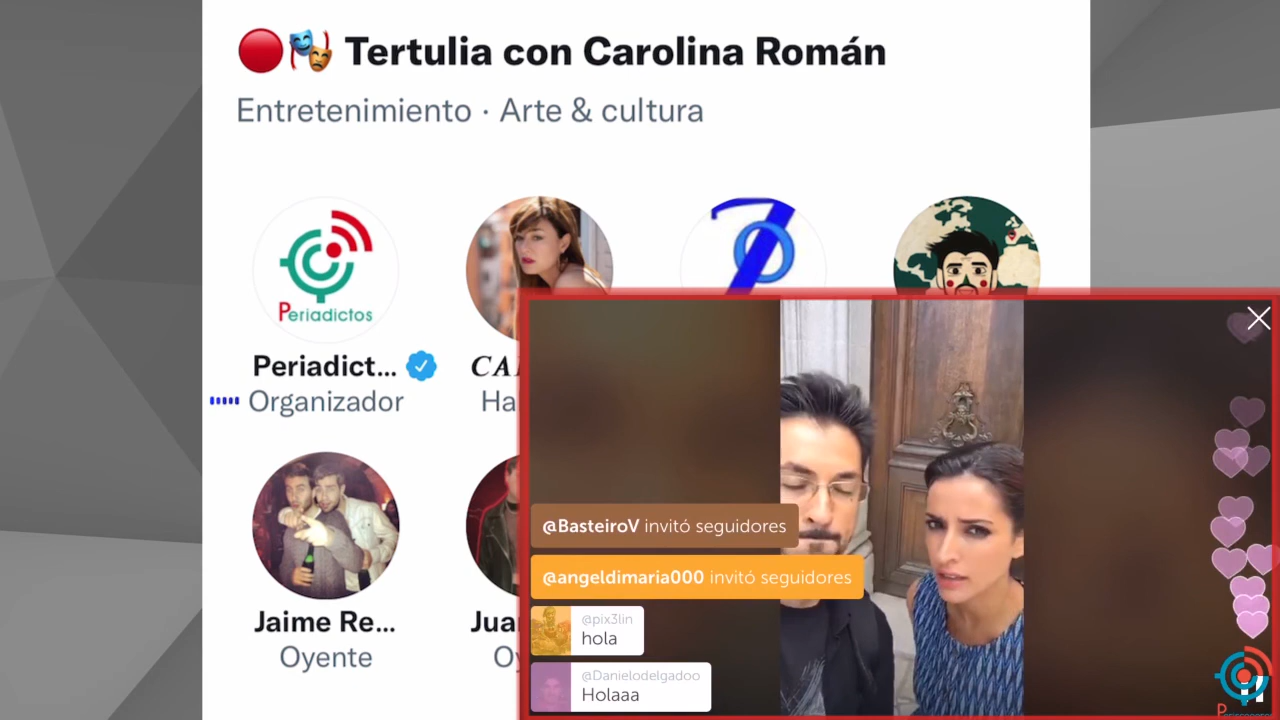 Tertulia con Carolina Román
Entretenimiento · Arte & cultura
Periadictos
Periadict...
Organizador
Jaime Re...
Oyente
@BasteiroV invitó seguidores
@angeldimaria000 invitó seguidores
@pix3lin
hola
@Danielodelgadoo
Holaaa